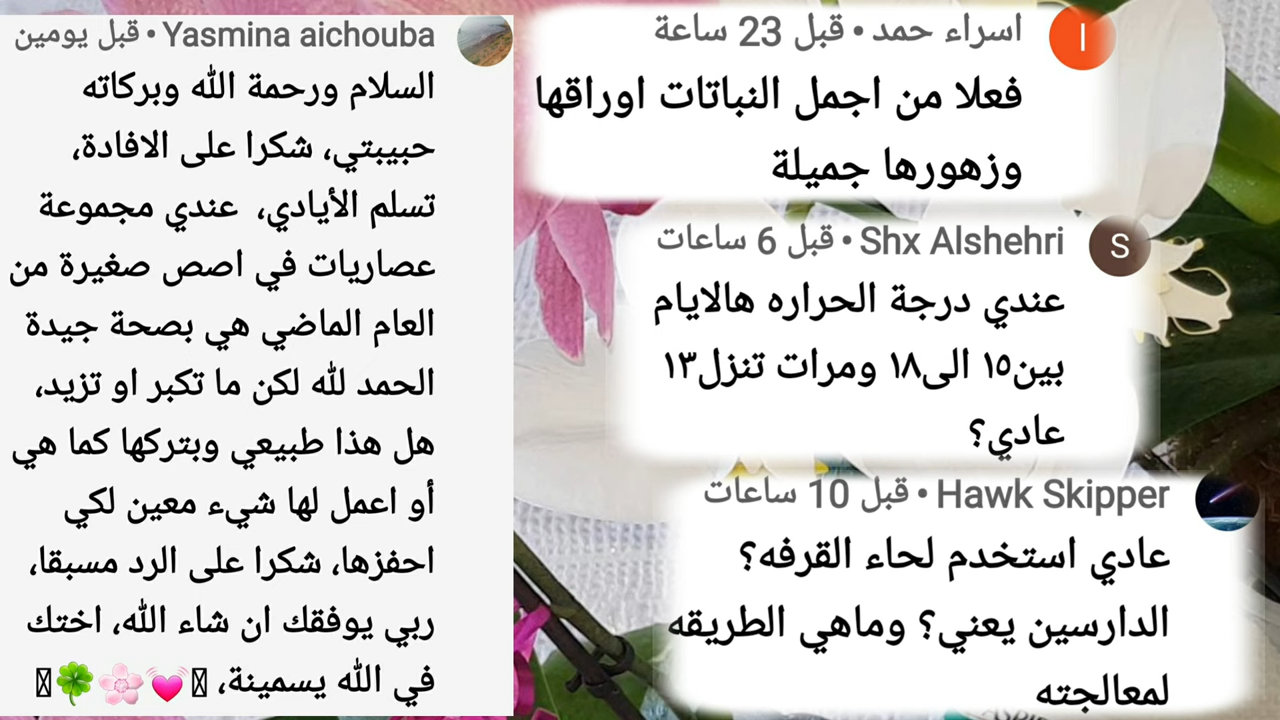 اسراء حمد • قبل 23 ساعة
فعلا من اجمل النباتات اوراقها
وزهورها جميلة
Shx Alshehri • قبل 6 ساعات
عندي درجة الحراره هالايام
بين١٥ الى١٨ ومرات تنزل١٣
عادي؟
Hawk Skipper • قبل 10 ساعات
عادي استخدم لحاء القرفه؟
الدارسين يعني؟ وماهي الطريقه
لمعالجته
Yasmina aichouba • قبل يومين
السلام ورحمة الله وبركاته
حبيبتي، شكرا على الافادة،
تسلم الأيادي، عندي مجموعة
عصاريات في اصص صغيرة من
العام الماضي هي بصحة جيدة
الحمد لله لكن ما تكبر او تزيد،
هل هذا طبيعي وبتركها كما هي
أو اعمل لها شيء معين لكي
احفزها، شكرا على الرد مسبقا،
ربي يوفقك ان شاء الله، اختك
في الله يسمينة، 💓🌸🍀
I
S